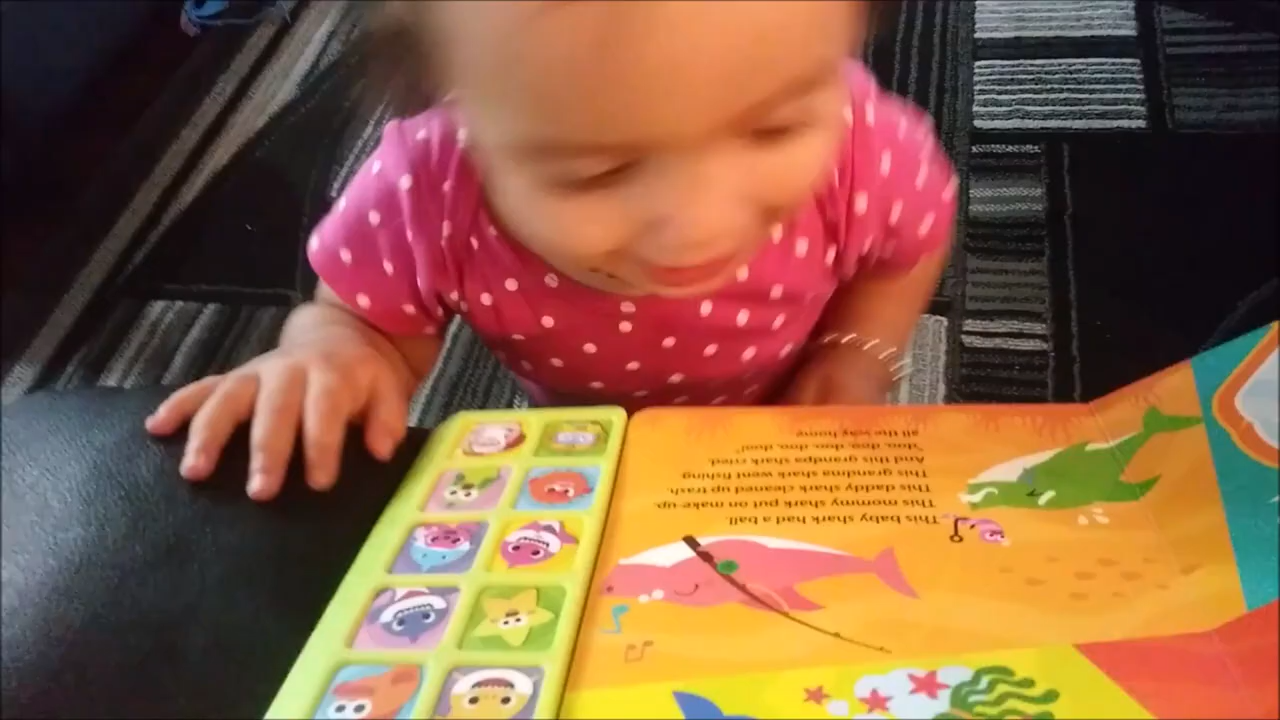 This baby shark had a ball.
This mommy shark put on make-up.
This daddy shark cleaned up trash.
This grandma shark went fishing
And this grandpa shark cried,
"doo, doo, doo, doo!"
all the way home.